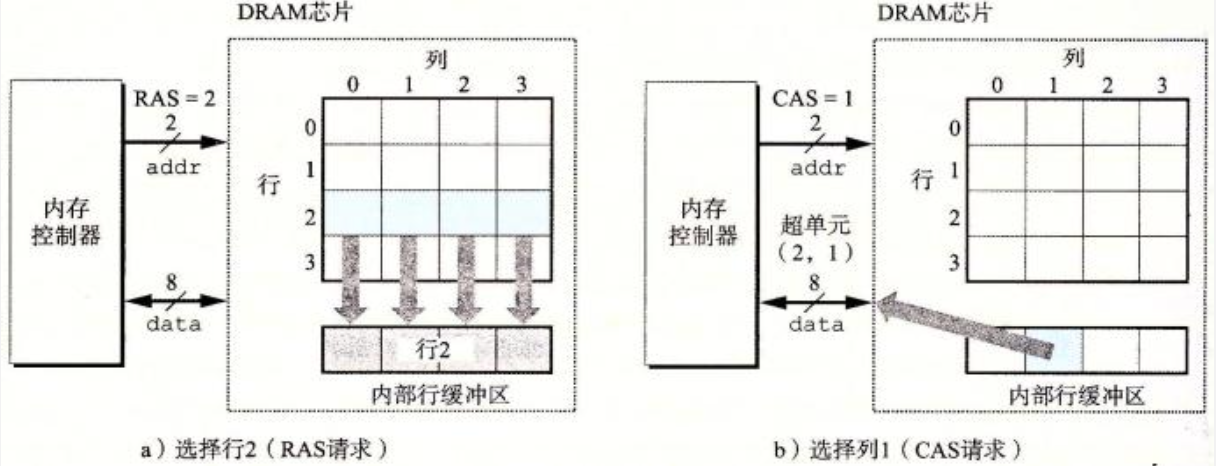 DRAM芯片
列
0 1 2 3
RAS = 2
2
addr
行
0
1
2
3
内存
控制器
8
data
行2
内部行缓冲区
a）选择行2（RAS请求）
DRAM芯片
列
0 1 2 3
CAS = 1
2
addr
行
0
1
2
3
内存
控制器
超单元
（2，1）
8
data
内部行缓冲区
b）选择列1（CAS请求）